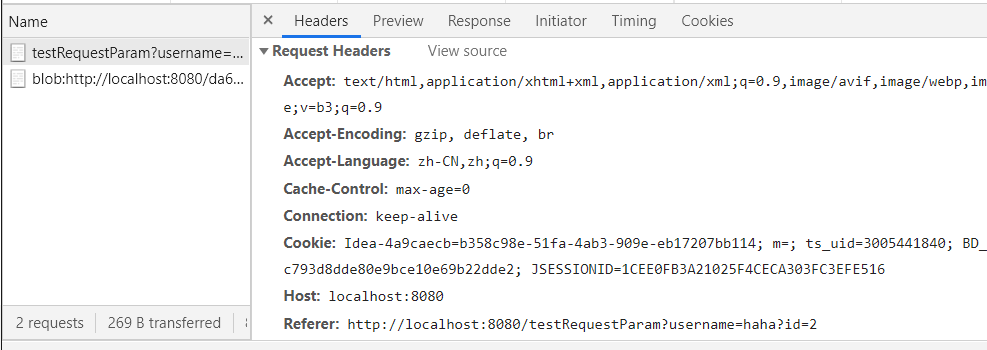 Name
× Headers Preview Response Initiator Timing Cookies
testRequestParam?username=...
blob:http://localhost:8080/da6...
2 requests 269 B transferred
Request Headers View source
Accept: text/html,application/xhtml+xml,application/xml;q=0.9,image/avif,image/webp,im
e;v=b3;q=0.9
Accept-Encoding: gzip, deflate, br
Accept-Language: zh-CN,zh;q=0.9
Cache-Control: max-age=0
Connection: keep-alive
Cookie: Idea-4a9caecb=b358c98e-51fa-4ab3-909e-eb17207bb114; m=; ts_uid=3005441840; BD_
c793d8dde80e9bce10e69b22dde2; JSESSIONID=1CEE0FB3A21025F4CECA303FC3EFE516
Host: localhost:8080
Referer: http://localhost:8080/testRequestParam?username=haha?id=2